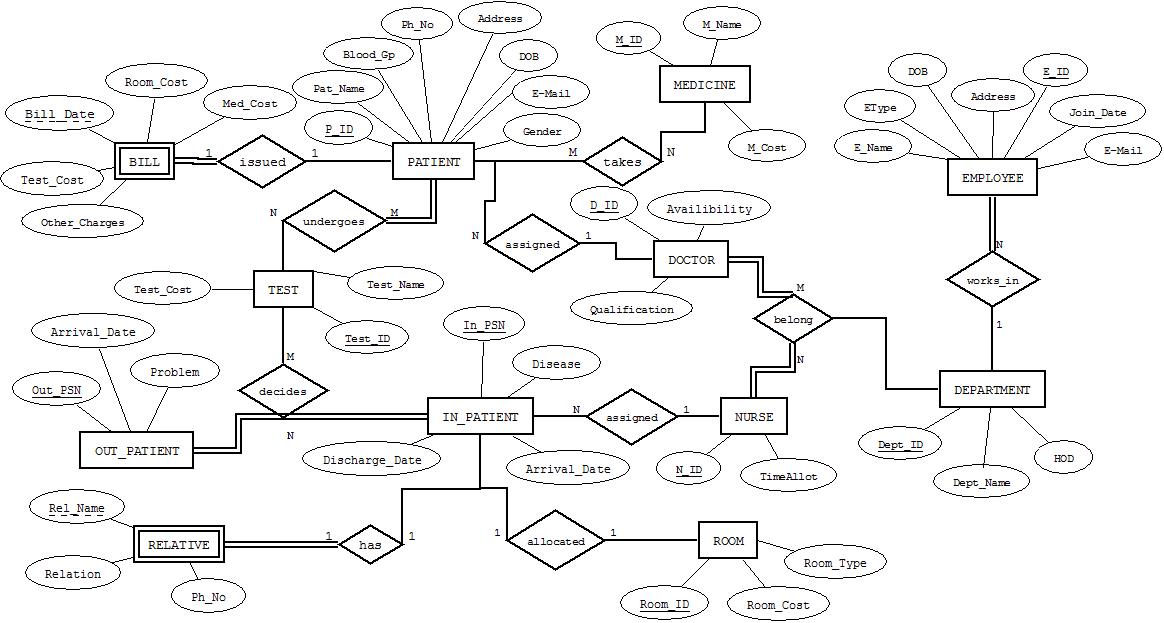 Ph_No
Address
M_Name
M_ID
Blood_Gp
DOB
Room_Cost
MEDICINE
DOB
E_ID
Pat_Name
E-Mail
Address
Bill_Date
Med_Cost
EType
Join_Date
P_ID
Gender
M_Cost
E_Name
E-Mail
BILL
1
issued
1
PATIENT
M
takes
N
EMPLOYEE
Test_Cost
Other_Charges
N
undergoes
M
D_ID
Availibility
N
assigned
1
DOCTOR
N
works_in
1
Test_Cost
TEST
Test_Name
Qualification
M
belong
N
Arrival_Date
In_PSN
Test_ID
M
Problem
Disease
Out_PSN
decides
IN_PATIENT
N
assigned
1
NURSE
DEPARTMENT
N
OUT_PATIENT
Discharge_Date
Arrival_Date
N_ID
TimeAllot
Dept_ID
HOD
Dept_Name
Rel_Name
RELATIVE
1
has
1
1
allocated
1
ROOM
Room_Type
Relation
Ph_No
Room_ID
Room_Cost